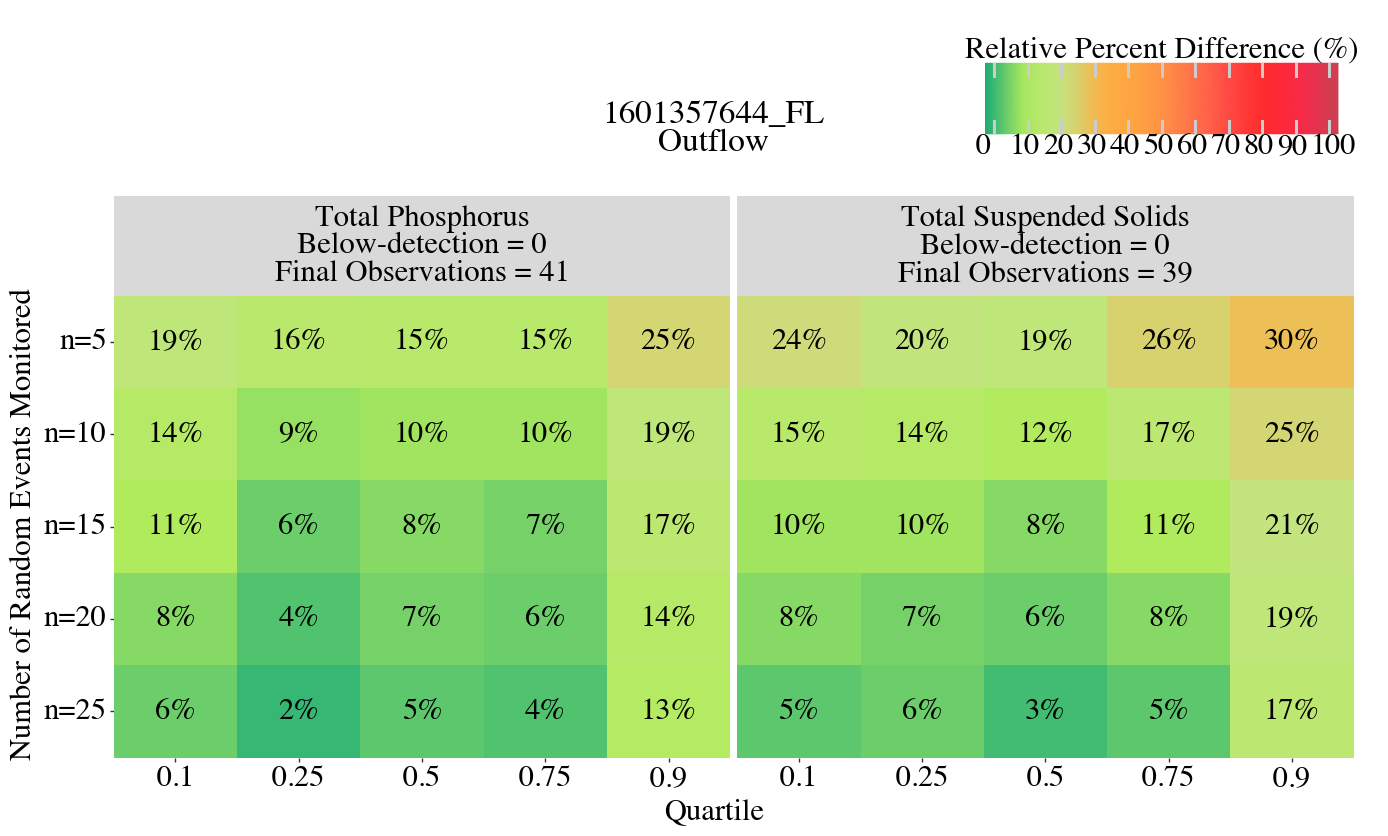 Relative Percent Difference (%)
0 10 20 30 40 50 60 70 80 90 100
1601357644_FL
Outflow
Total Phosphorus
Below-detection = 0
Final Observations = 41
Total Suspended Solids
Below-detection = 0
Final Observations = 39
Number of Random Events Monitored
n=5 19% 16% 15% 15% 25% 24% 20% 19% 26% 30%
n=10 14% 9% 10% 10% 19% 15% 14% 12% 17% 25%
n=15 11% 6% 8% 7% 17% 10% 10% 8% 11% 21%
n=20 8% 4% 7% 6% 14% 8% 7% 6% 8% 19%
n=25 6% 2% 5% 4% 13% 5% 6% 3% 5% 17%
0.1 0.25 0.5 0.75 0.9 0.1 0.25 0.5 0.75 0.9
Quartile